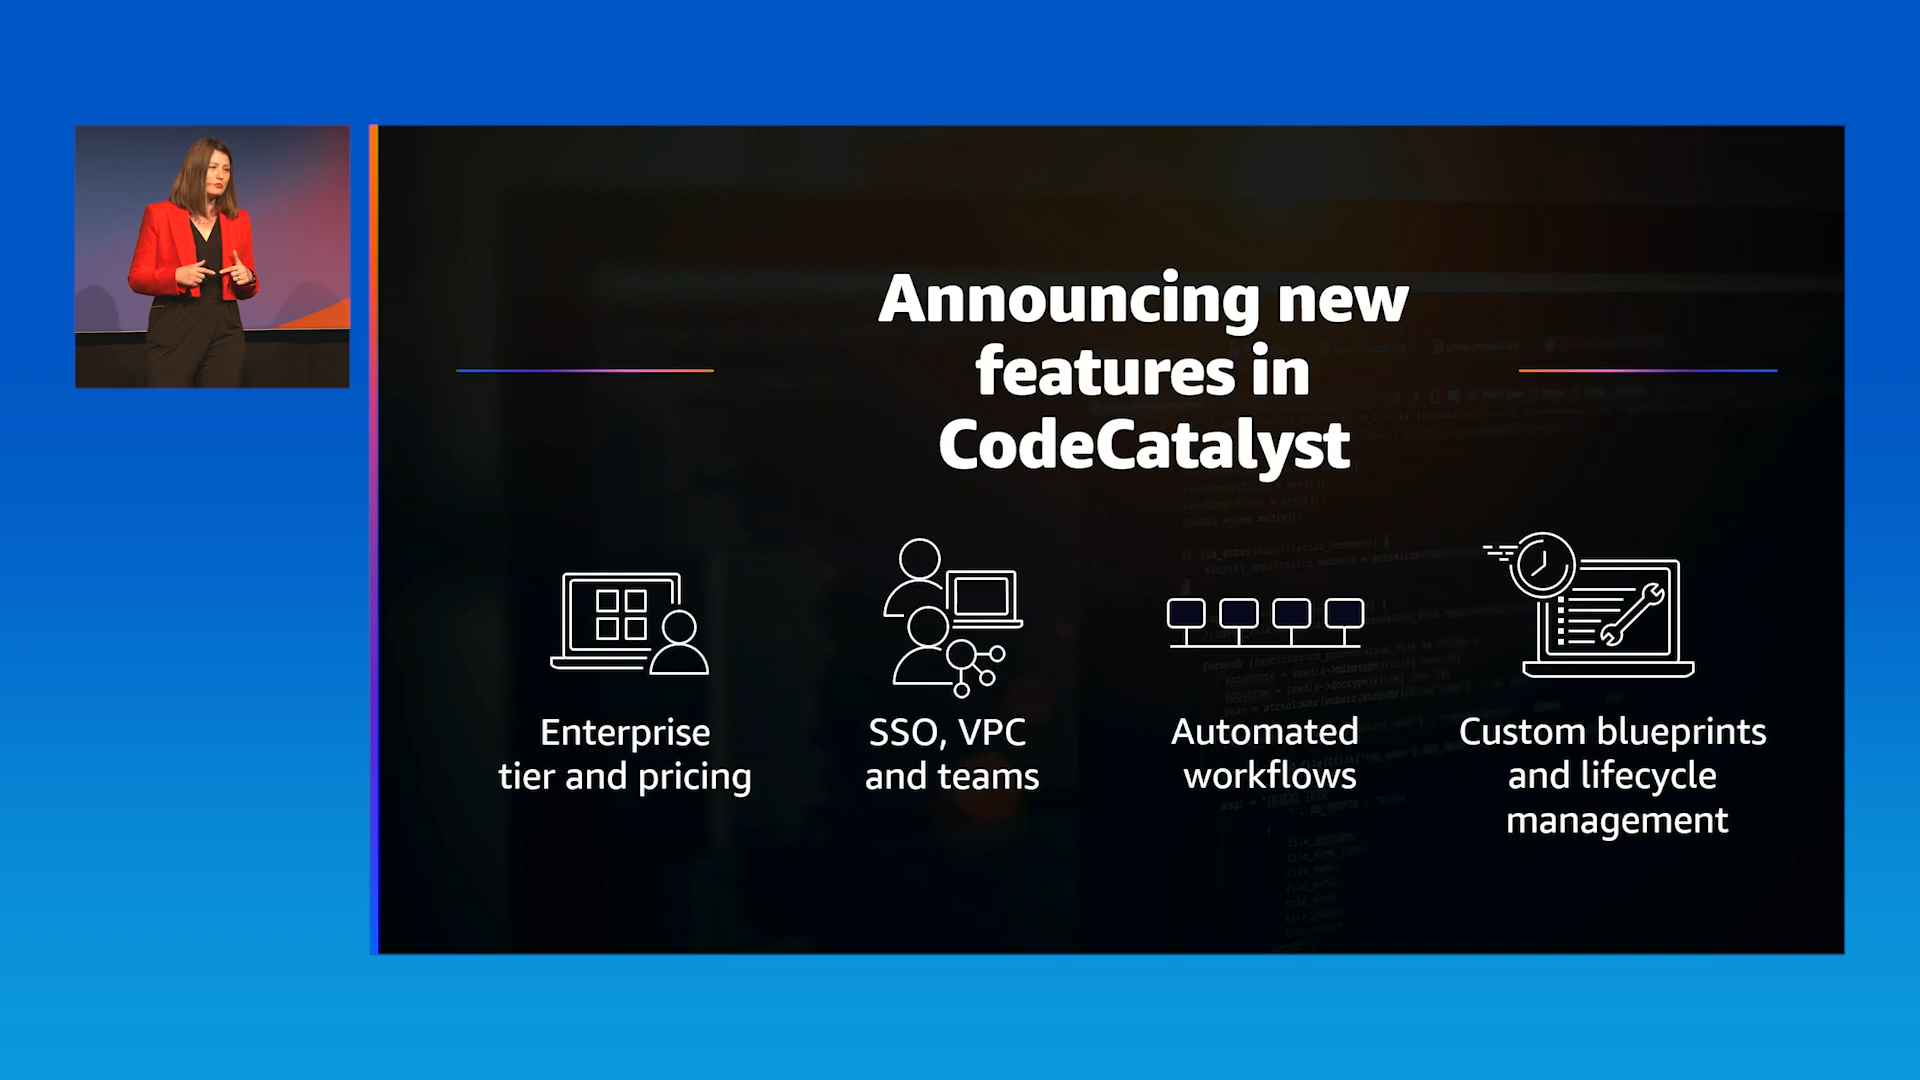 Announcing new
features in
CodeCatalyst
Enterprise
tier and pricing
SSO, VPC
and teams
Automated
workflows
Custom blueprints
and lifecycle
management